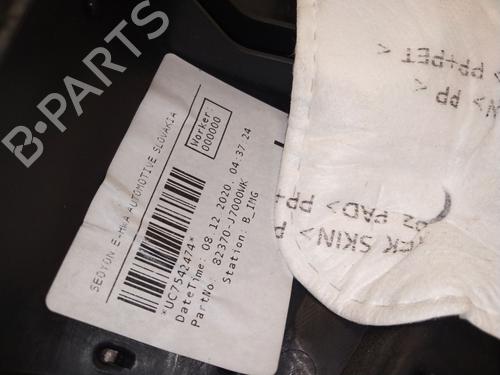 B-PARTS
SEOYON E-HWA AUTOMOTIVE SLOVAKIA
Worker:
000000
*UC7542474*
DateTime: 08.12.2020. 04:37:24
PartNo: 82370-J7000WK
Station: B_IMG
PP+PET <
> PP <
SKIN>
PAD> PP+